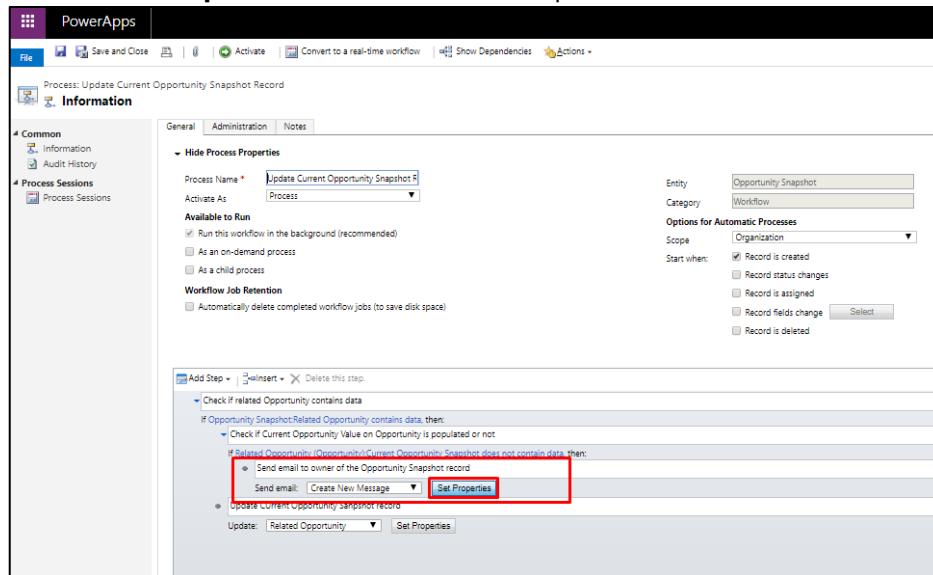 PowerApps
File Save and Close Activate Convert to a real-time workflow Show Dependencies Actions
Process: Update Current Opportunity Snapshot Record
Information
Common
Information
Audit History
Process Sessions
Process Sessions
General Administration Notes
Hide Process Properties
Process Name * Update Current Opportunity Snapshot R
Activate As Process
Available to Run
Run this workflow in the background (recommended)
As an on-demand process
As a child process
Workflow Job Retention
Automatically delete completed workflow jobs (to save disk space)
Entity Opportunity Snapshot
Category Workflow
Options for Automatic Processes
Scope Organization
Start when: Record is created
Record status changes
Record is assigned
Record fields change Select
Record is deleted
Add Step Insert Delete this step.
Check if related Opportunity contains data
If Opportunity Snapshot:Related Opportunity contains data, then:
Check if Current Opportunity Value on Opportunity is populated or not
If Related Opportunity (Opportunity):Current Opportunity Snapshot does not contain data, then:
Send email to owner of the Opportunity Snapshot record
Send email: Create New Message Set Properties
Update Current Opportunity Sanpshot record
Update: Related Opportunity Set Properties